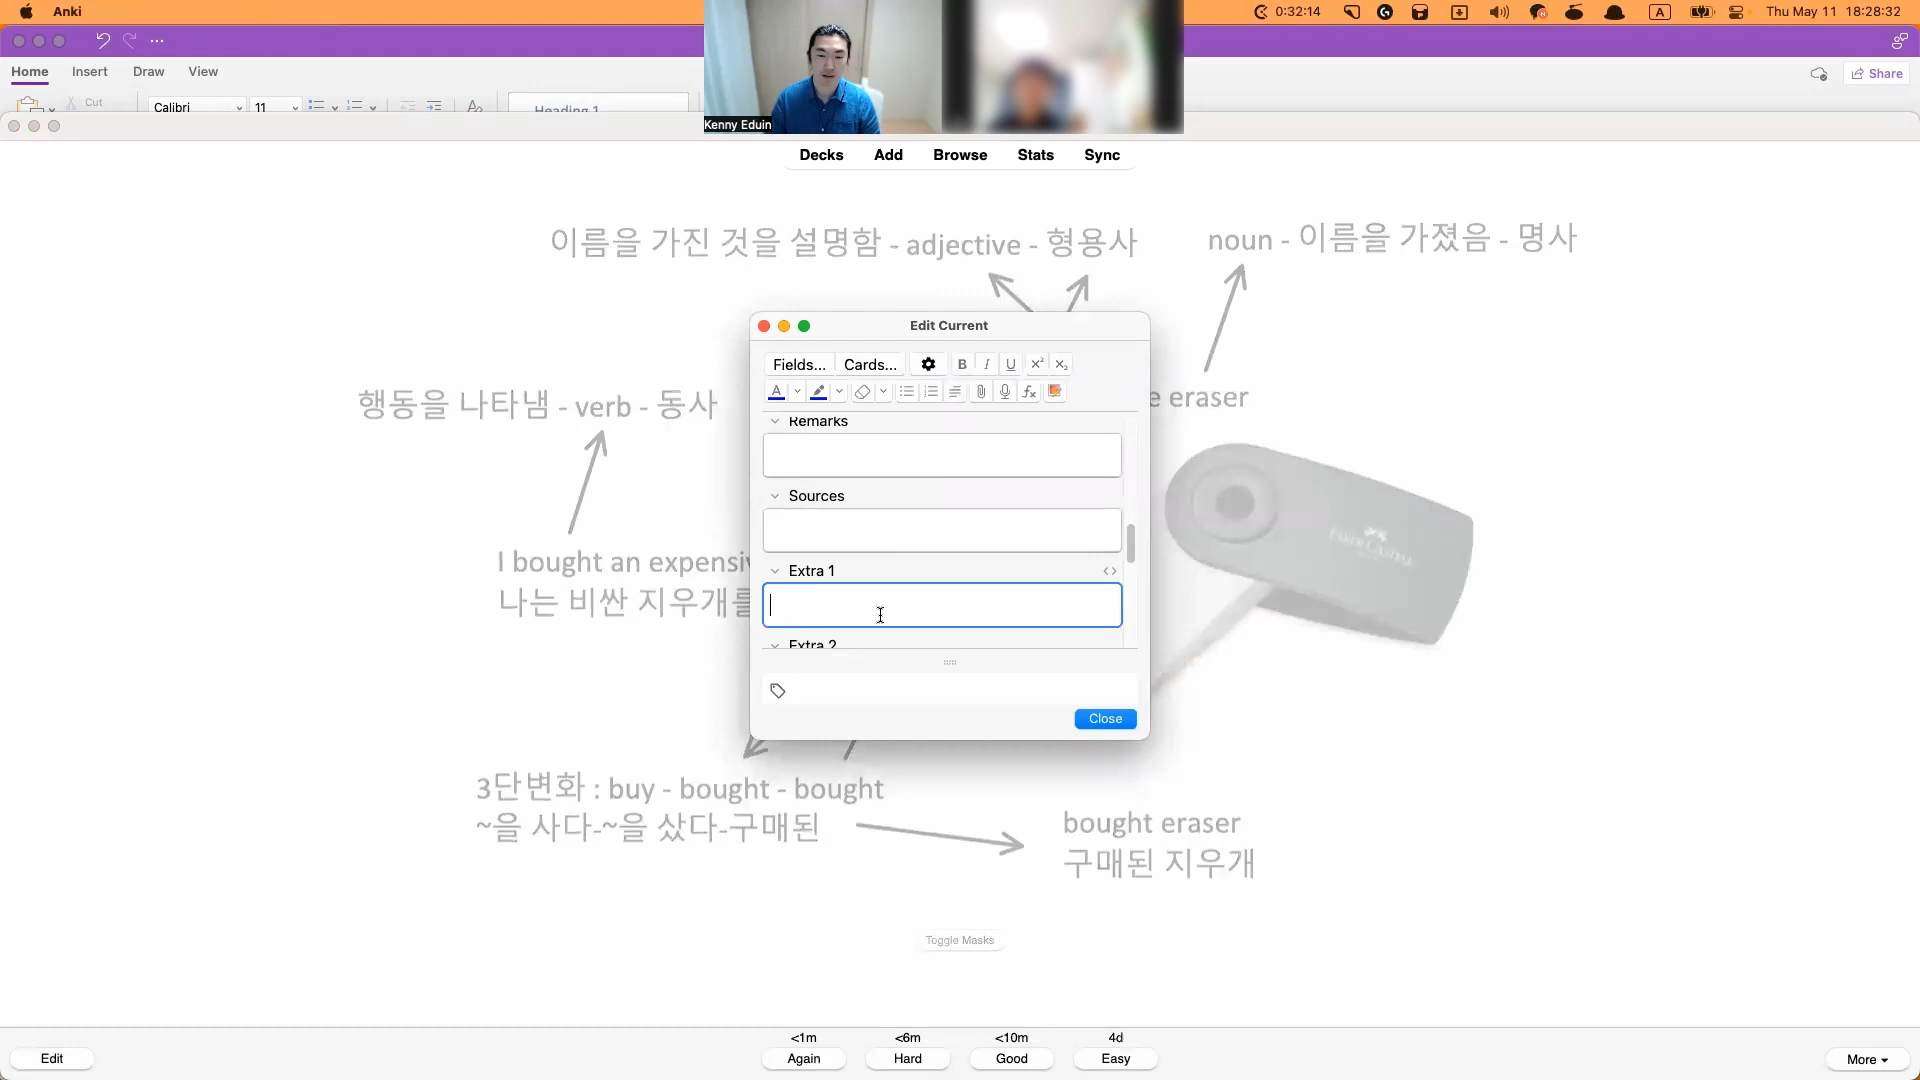 Anki
0:32:14
A
Thu May 11 18:28:32
Home
Insert
Draw
View
Share
Cut
Calibri
11
Heading 1
Kenny Eduin
Decks
Add
Browse
Stats
Sync
이름을 가진 것을 설명함 - adjective - 형용사
noun - 이름을 가졌음 - 명사
Edit Current
Fields...
Cards...
Remarks
Sources
Extra 1
Extra 2
Close
행동을 나타냄 - verb - 동사
e eraser
I bought an expensiv
나는 비싼 지우개를
FABER-CASTELL
3단변화 : buy - bought - bought
~을 사다-~을 샀다-구매된
bought eraser
구매된 지우개
Toggle Masks
<1m
<6m
<10m
4d
Edit
Again
Hard
Good
Easy
More